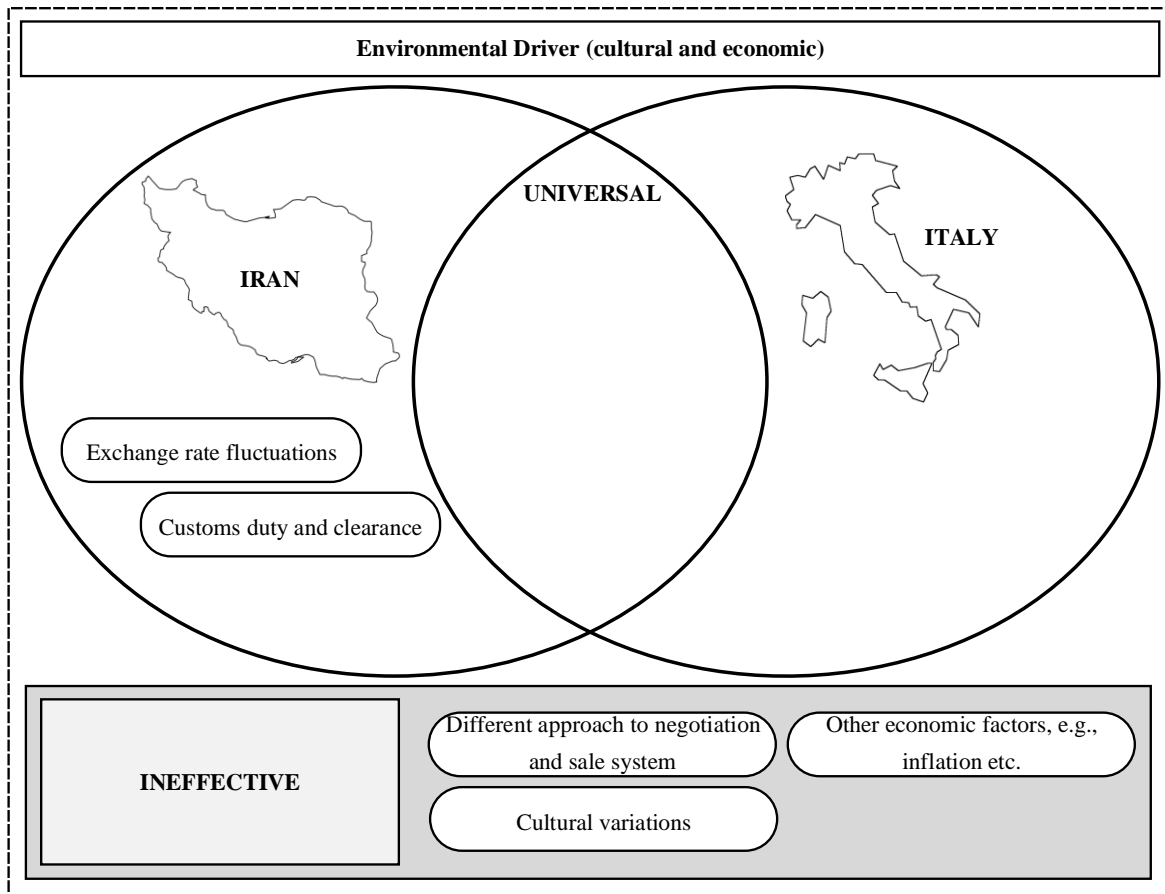 Environmental Driver (cultural and economic)
UNIVERSAL
IRAN
ITALY
Exchange rate fluctuations
Customs duty and clearance
INEFFECTIVE
Different approach to negotiation
and sale system
Other economic factors, e.g.,
inflation etc.
Cultural variations